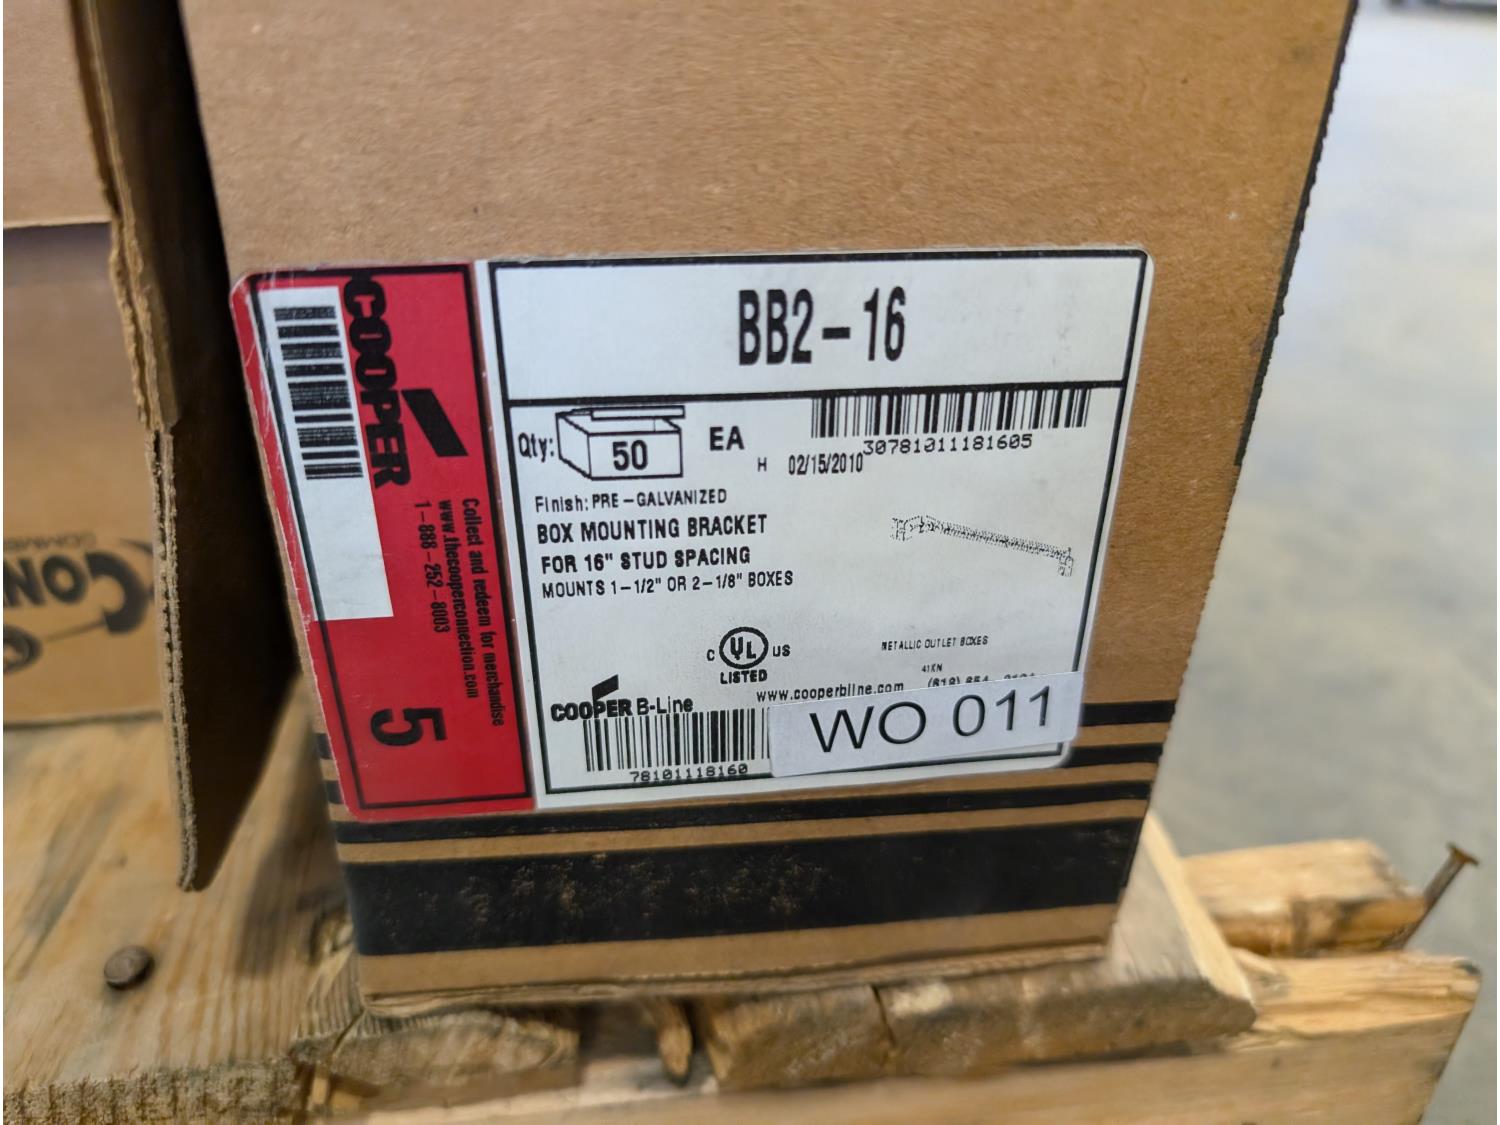 BB2-16
Qty: 50 EA
H 02/15/2010
30781011181605
Finish: PRE-GALVANIZED
BOX MOUNTING BRACKET
FOR 16" STUD SPACING
MOUNTS 1-1/2" OR 2-1/8" BOXES
C UL US
LISTED
METALLIC OUTLET BOXES
41KN
COOPER B-Line
www.cooperbline.com
78101118160
WO 011
COOPER
Collect and redeem for merchandise
www.thecooperconnection.com
1-888-252-8003
5